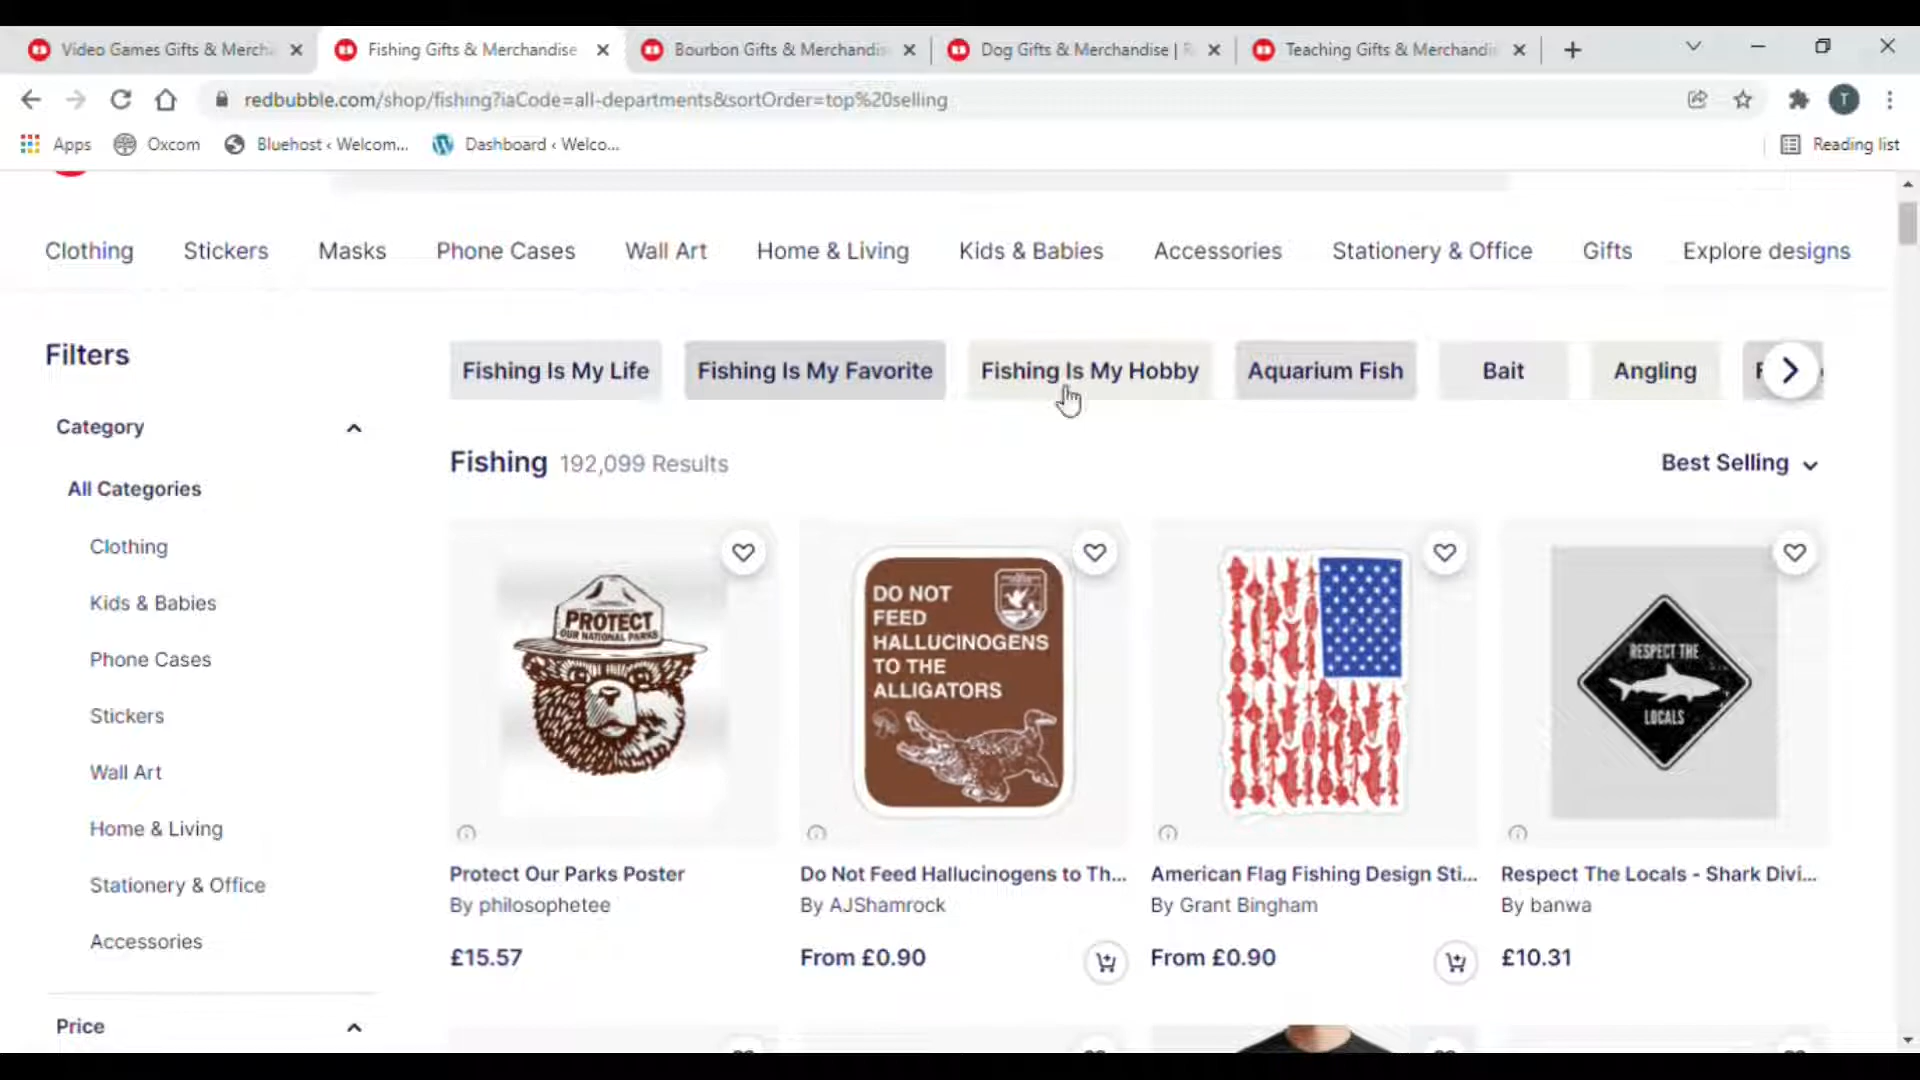 Video Games Gifts & Mercha
Fishing Gifts & Merchandise
Bourbon Gifts & Merchandis
Dog Gifts & Merchandise | R
Teaching Gifts & Merchandi
redbubble.com/shop/fishing?iaCode=all-departments&sortOrder=top%20selling
T
Apps
Oxcom
Bluehost ‹ Welcom...
Dashboard ‹ Welco...
Reading list
Clothing
Stickers
Masks
Phone Cases
Wall Art
Home & Living
Kids & Babies
Accessories
Stationery & Office
Gifts
Explore designs
Filters
Fishing Is My Life
Fishing Is My Favorite
Fishing Is My Hobby
Aquarium Fish
Bait
Angling
Category
Fishing 192,099 Results
Best Selling
All Categories
Clothing
Kids & Babies
Phone Cases
Stickers
Wall Art
Home & Living
Stationery & Office
Accessories
Price
PROTECT
OUR NATIONAL PARKS
DO NOT
FEED
HALLUCINOGENS
TO THE
ALLIGATORS
RESPECT THE
LOCALS
Protect Our Parks Poster
By philosophetee
£15.57
Do Not Feed Hallucinogens to Th...
By AJShamrock
From £0.90
American Flag Fishing Design Sti...
By Grant Bingham
From £0.90
Respect The Locals - Shark Divi...
By banwa
£10.31